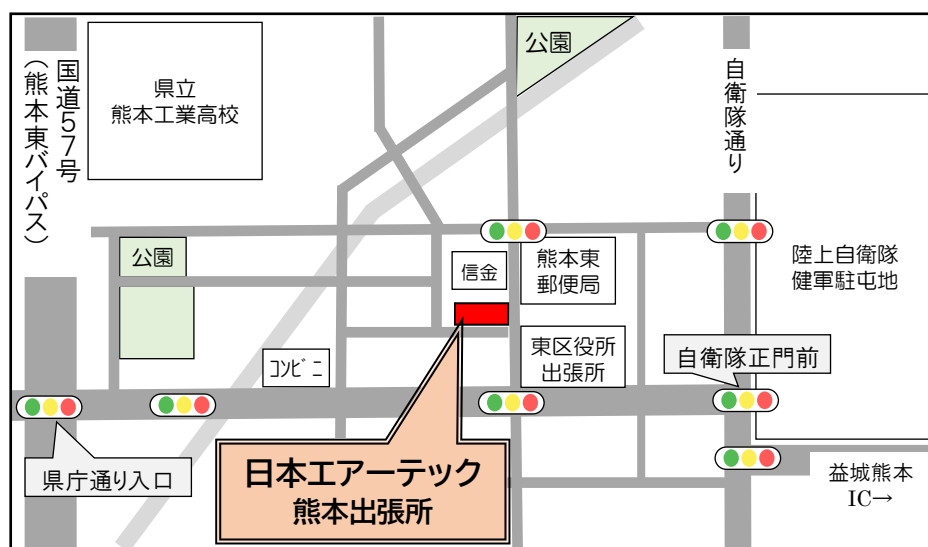 公園
国道57号
(熊本東バイパス)
県立
熊本工業高校
自衛隊通り
公園
信金
熊本東
郵便局
陸上自衛隊
健軍駐屯地
コンビニ
東区役所
出張所
自衛隊正門前
県庁通り入口
日本エアーテック
熊本出張所
益城熊本
IC→